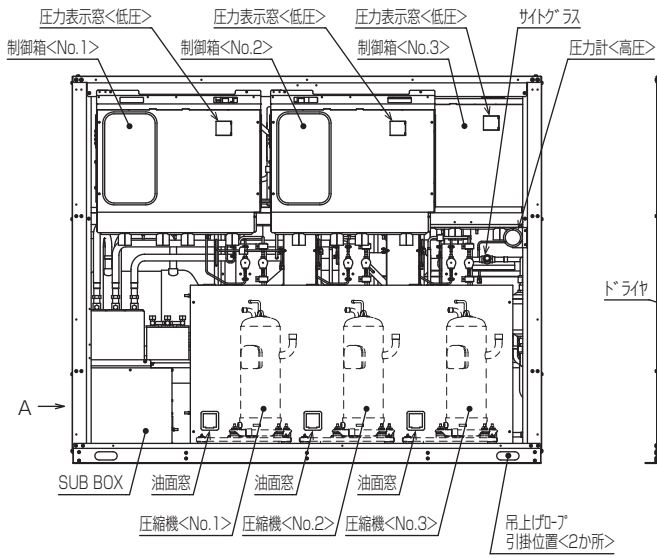 圧力表示窓<低圧>
圧力表示窓<低圧>
圧力表示窓<低圧>
サイトグラス
制御箱<No.1>
制御箱<No.2>
制御箱<No.3>
圧力計<高圧>
ドライヤ
A
SUB BOX
油面窓
油面窓
油面窓
圧縮機<No.1>
圧縮機<No.2>
圧縮機<No.3>
吊上げロープ
引掛位置<2か所>